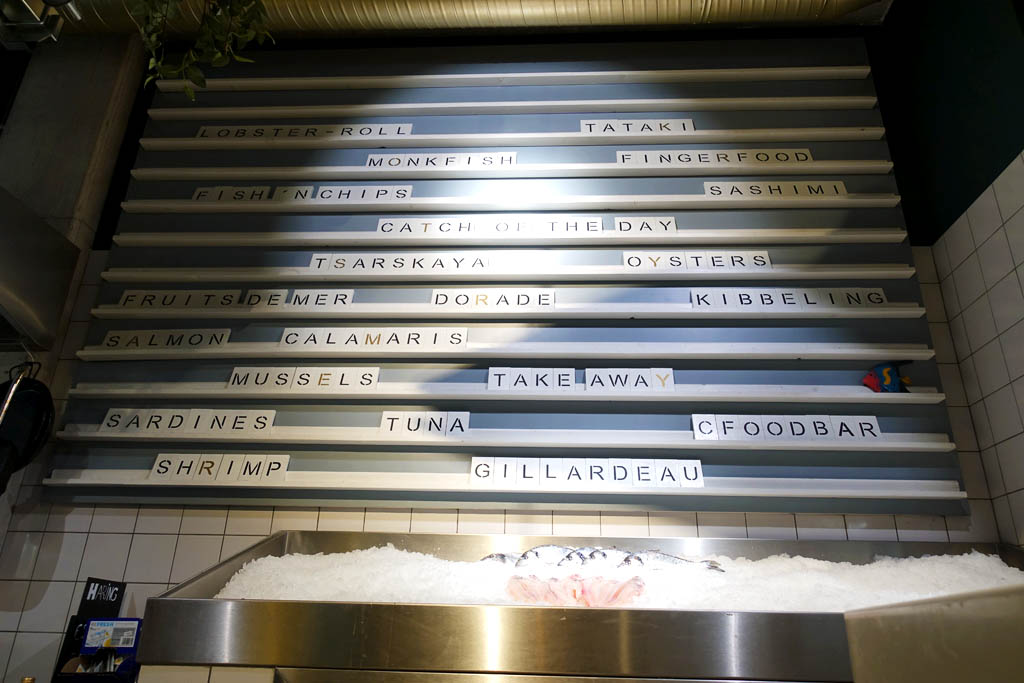 LOBSTER-ROLL TATAKI
MONKFISH FINGERFOOD
FISH ´N CHIPS SASHIMI
CATCH OF THE DAY
TSARSKAYA OYSTERS
FRUITS DE MER DORADE KIBBELING
SALMON CALAMARIS
MUSSELS TAKE AWAY
SARDINES TUNA CFOODBAR
SHRIMP GILLARDEAU
HARING